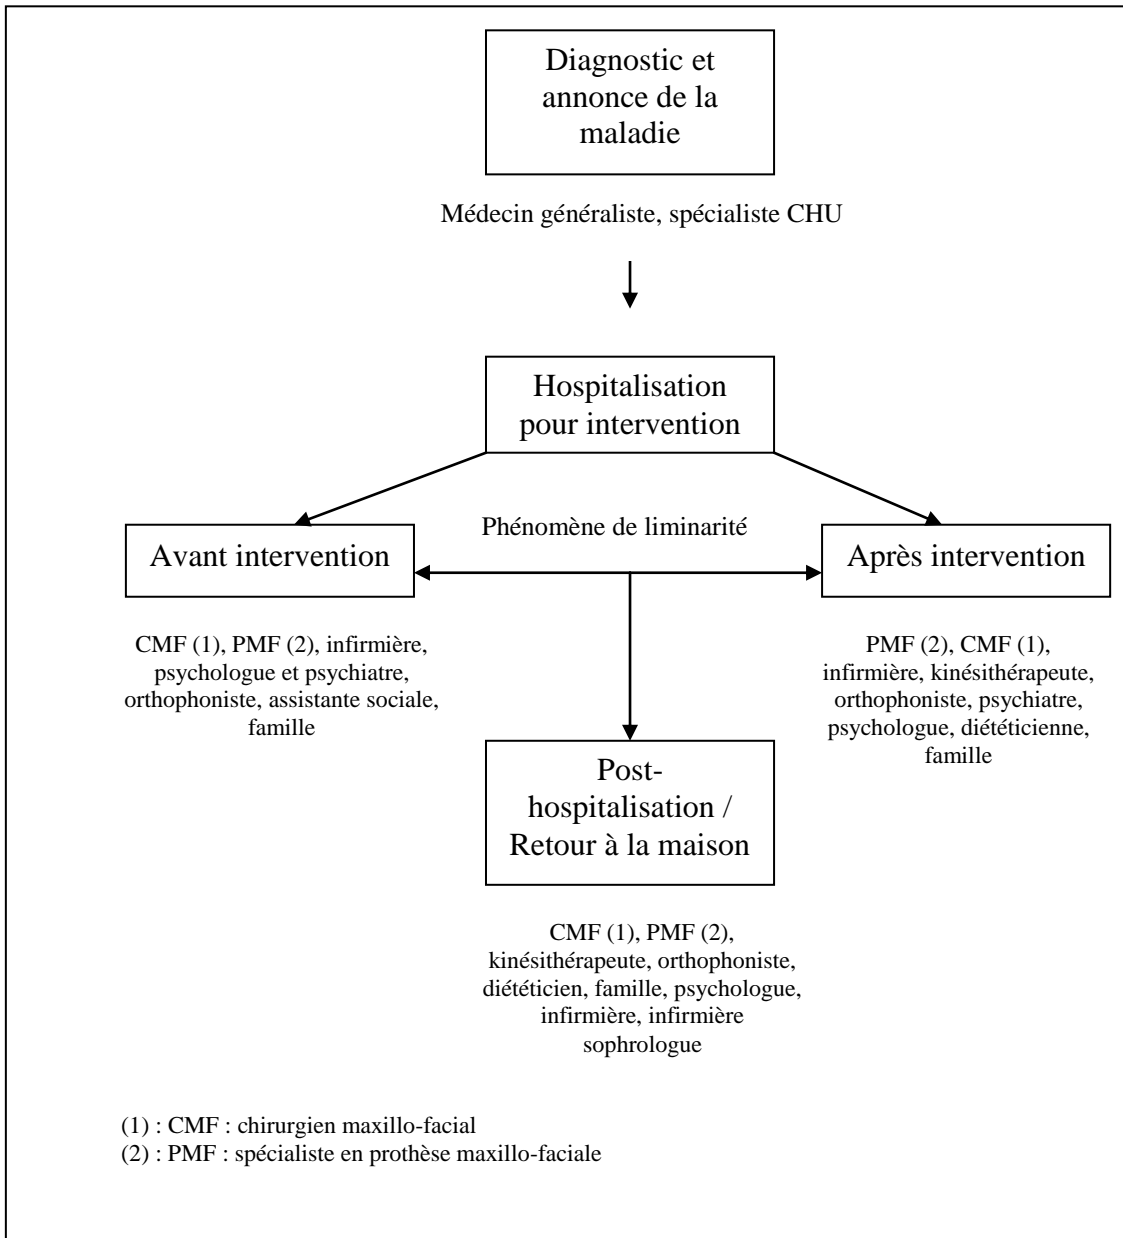 Diagnostic et
annonce de la
maladie
Médecin généraliste, spécialiste CHU
Hospitalisation
pour intervention
Phénomène de liminarité
Avant intervention
Après intervention
CMF (1), PMF (2), infirmière,
psychologue et psychiatre,
orthophoniste, assistante sociale,
famille
PMF (2), CMF (1),
infirmière, kinésithérapeute,
orthophoniste, psychiatre,
psychologue, diététicienne,
famille
Post-
hospitalisation /
Retour à la maison
CMF (1), PMF (2),
kinésithérapeute, orthophoniste,
diététicien, famille, psychologue,
infirmière, infirmière
sophrologue
(1) : CMF : chirurgien maxillo-facial
(2) : PMF : spécialiste en prothèse maxillo-faciale